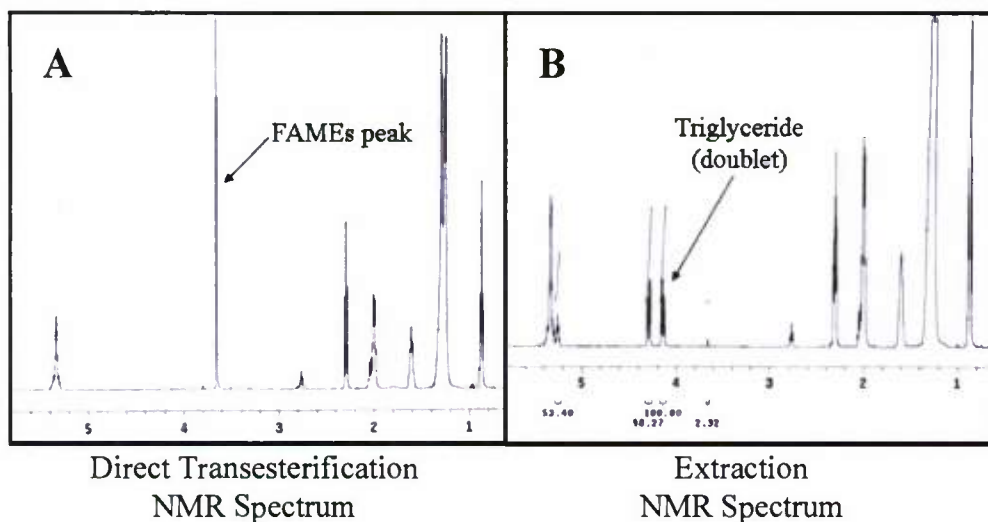 A
FAMEs peak
5 4 3 2 1
B
Triglyceride
(doublet)
5 4 3 2 1
53.40 100.00
98.27 2.32
Direct Transesterification
NMR Spectrum
Extraction
NMR Spectrum